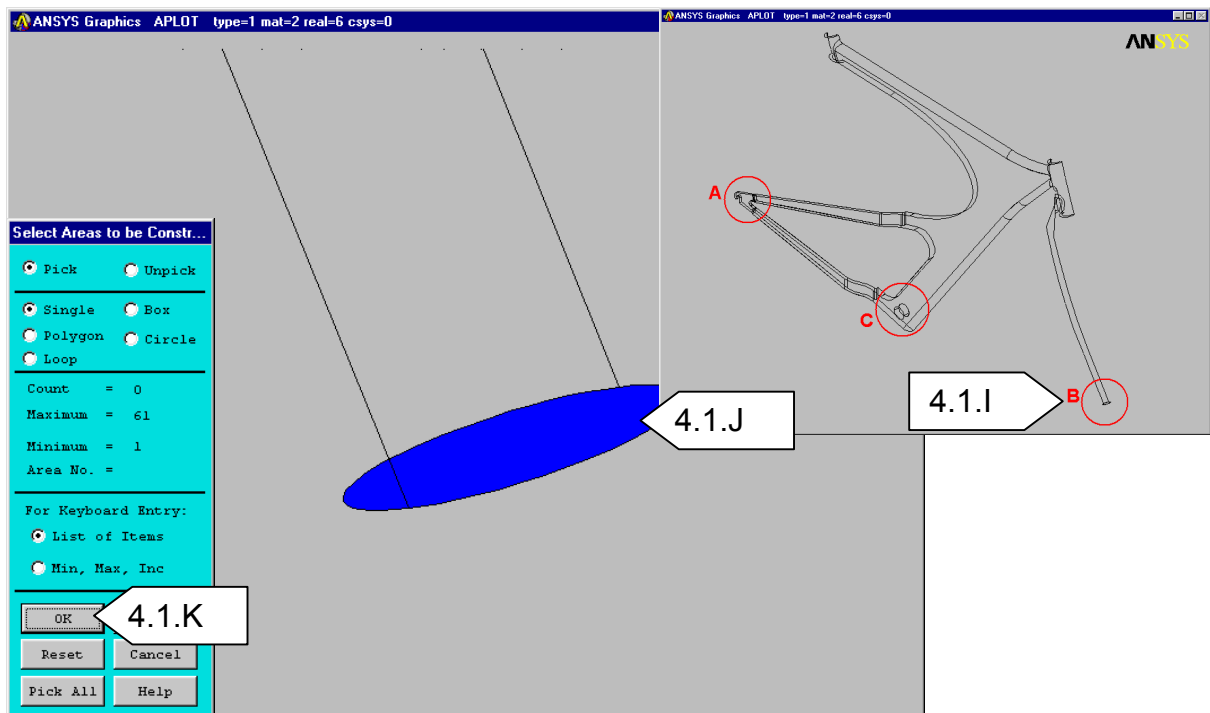 ANSYS Graphics APLOT type=1 mat=2 real=6 csys=0
ANSYS Graphics APLOT type=1 mat=2 real=6 csys=0
ANSYS
A
C
B
4.1.I
4.1.J
Select Areas to be Constr...
Pick Unpick
Single Box
Polygon Circle
Loop
Count = 0
Maximum = 61
Minimum = 1
Area No. =
For Keyboard Entry:
List of Items
Min, Max, Inc
OK
4.1.K
Reset Cancel
Pick All Help